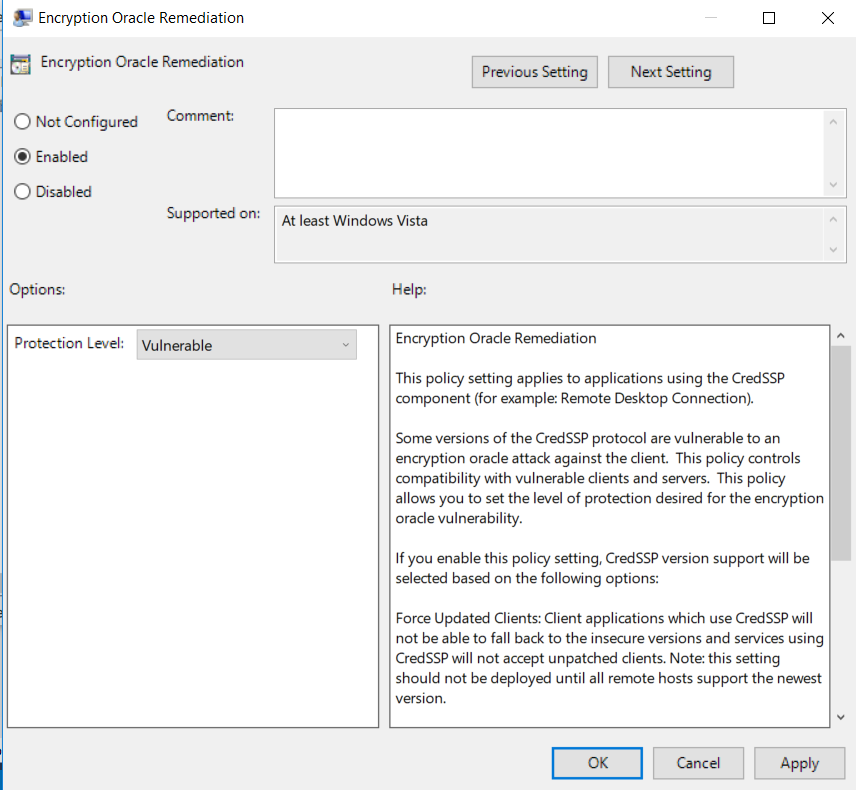 Encryption Oracle Remediation
Encryption Oracle Remediation
Previous Setting
Next Setting
Not Configured
Enabled
Disabled
Comment:
Supported on:
At least Windows Vista
Options:
Help:
Protection Level:
Vulnerable
Encryption Oracle Remediation
This policy setting applies to applications using the CredSSP
component (for example: Remote Desktop Connection).
Some versions of the CredSSP protocol are vulnerable to an
encryption oracle attack against the client.  This policy controls
compatibility with vulnerable clients and servers.  This policy
allows you to set the level of protection desired for the encryption
oracle vulnerability.
If you enable this policy setting, CredSSP version support will be
selected based on the following options:
Force Updated Clients: Client applications which use CredSSP will
not be able to fall back to the insecure versions and services using
CredSSP will not accept unpatched clients. Note: this setting
should not be deployed until all remote hosts support the newest
version.
OK
Cancel
Apply